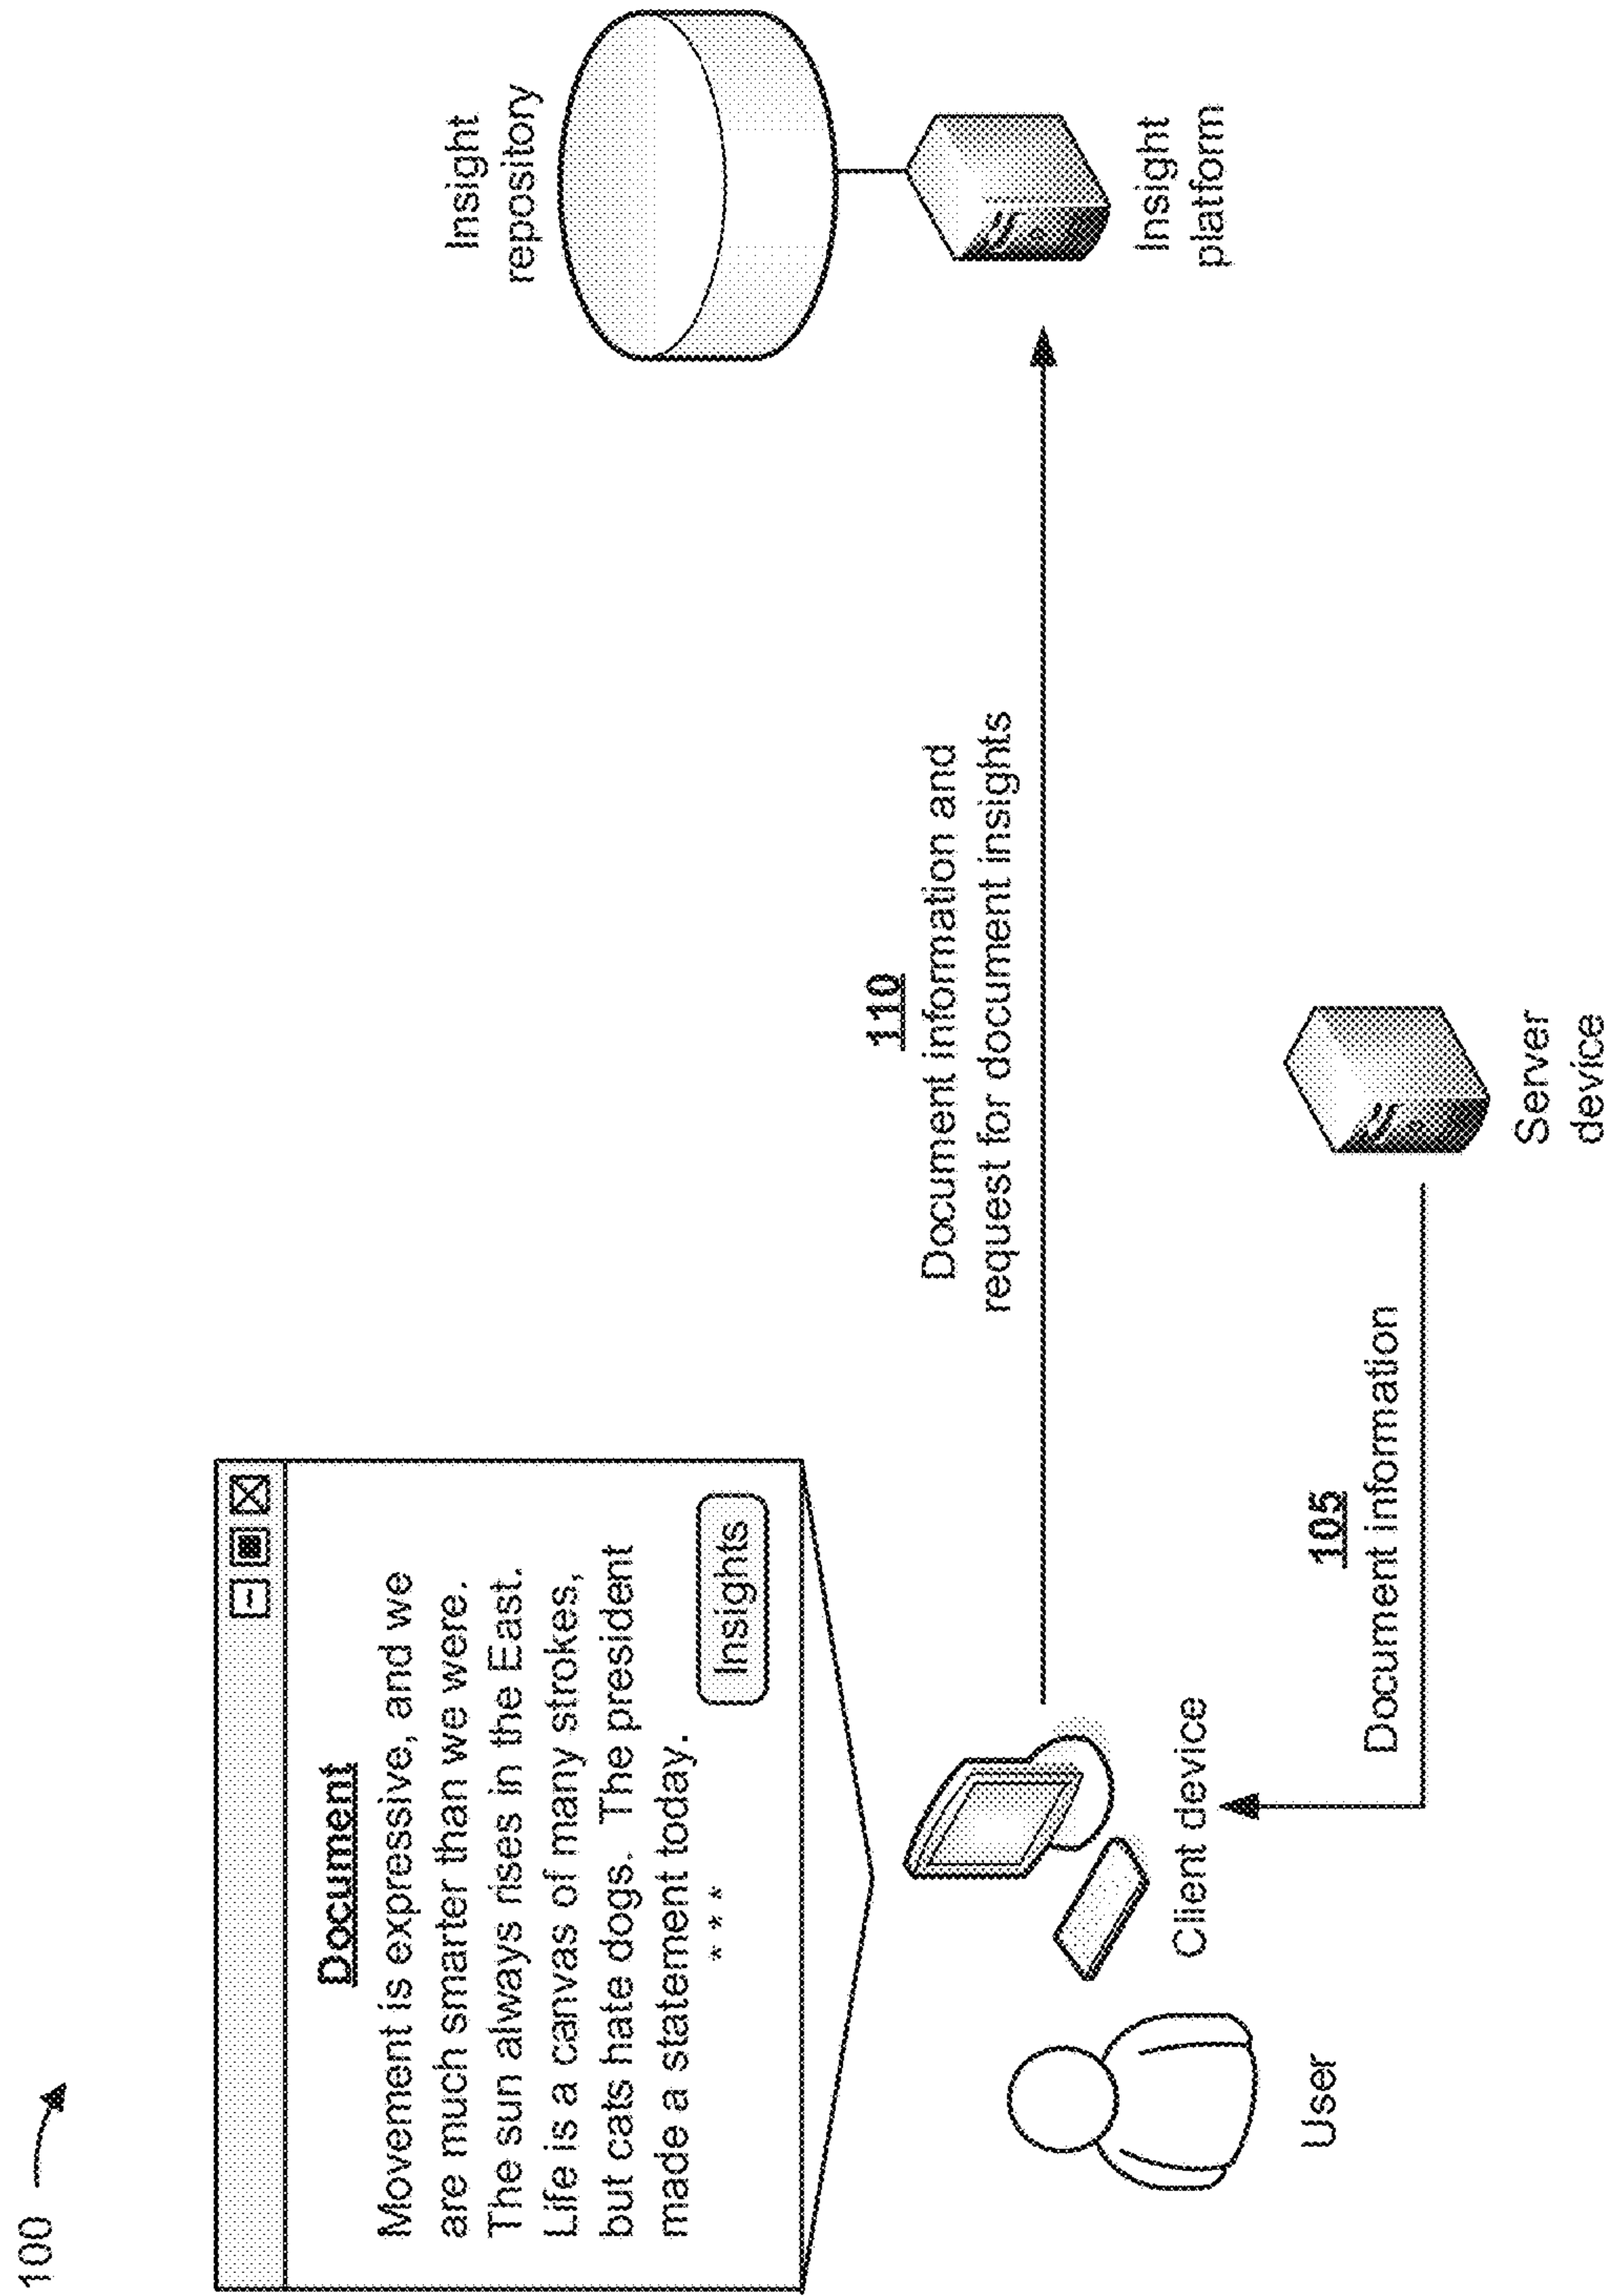 100
Document
Movement is expressive, and we
are much smarter than we were.
The sun always rises in the East.
Life is a canvas of many strokes,
but cats hate dogs. The president
made a statement today.
* * *
Insights
User
Client device
110
Document information and
request for document insights
105
Document information
Server
device
Insight
repository
Insight
platform